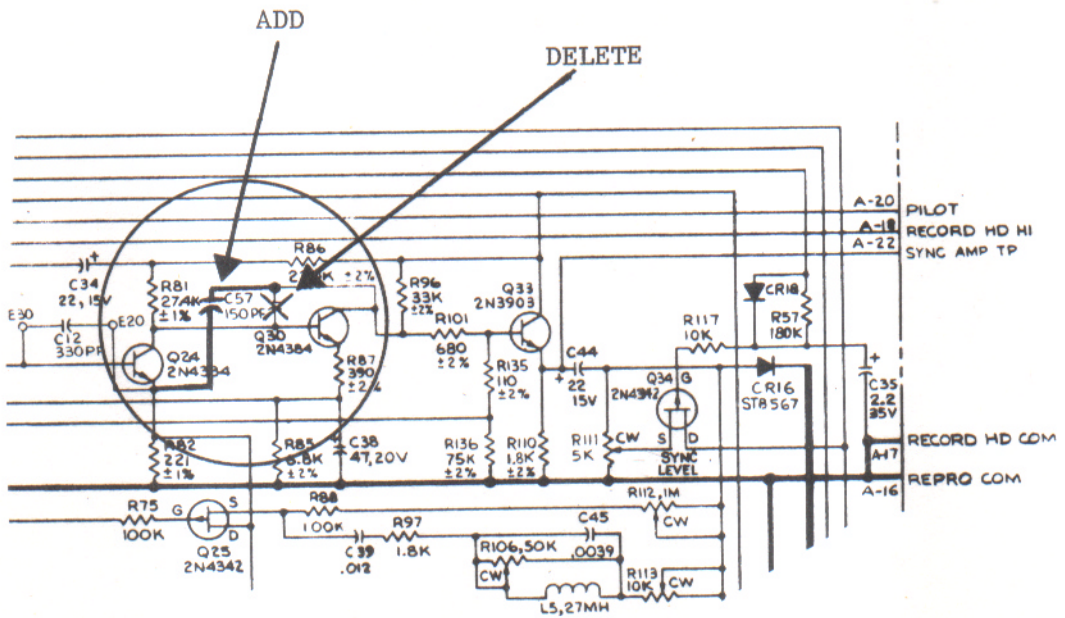 ADD
DELETE
A-20
PILOT
A-18
RECORD HD HI
A-22
SYNC AMP TP
R86
±2%
+
C34
22, 15V
R81
27.4K
±1%
C57
150PF
R96
33K
±2%
Q33
2N3903
CR18
R57
180K
E30
E20
C12
330PF
Q30
2N4384
R101
680
±2%
R117
10K
Q24
2N4384
R87
390
±2%
R135
110
±2%
C44
+
22
15V
Q34
G
2N4342
S
D
SYNC
LEVEL
CR16
STB567
+
C35
2.2
35V
R82
221
±1%
R85
6.8K
±2%
C38
47, 20V
R136
75K
±2%
R110
1.8K
±2%
R111
5K
CW
RECORD HD COM
A-17
REPRO COM
A-16
R75
100K
G
S
D
Q25
2N4342
R88
100K
R112, 1M
CW
C39
.012
R97
1.8K
C45
.0039
R106, 50K
CW
L5, 27MH
R113
10K
CW